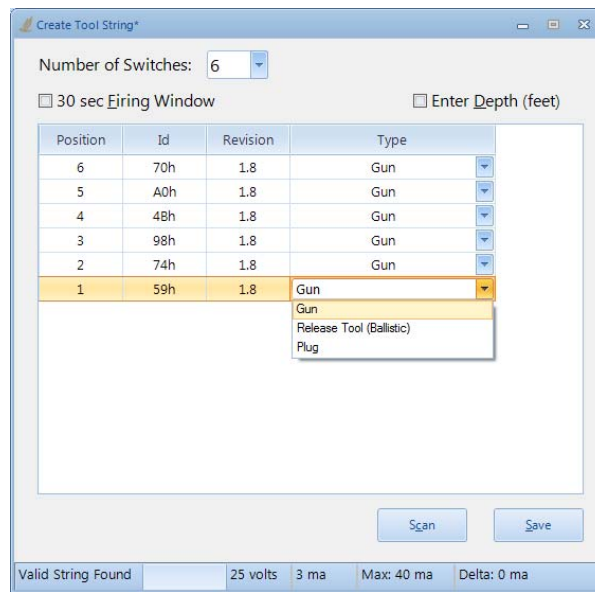 Create Tool String*
Number of Switches: 6
30 sec Firing Window Enter Depth (feet)
Position Id Revision Type
6 70h 1.8 Gun
5 A0h 1.8 Gun
4 4Bh 1.8 Gun
3 98h 1.8 Gun
2 74h 1.8 Gun
1 59h 1.8 Gun
Gun
Release Tool (Ballistic)
Plug
Scan Save
Valid String Found 25 volts 3 ma Max: 40 ma Delta: 0 ma